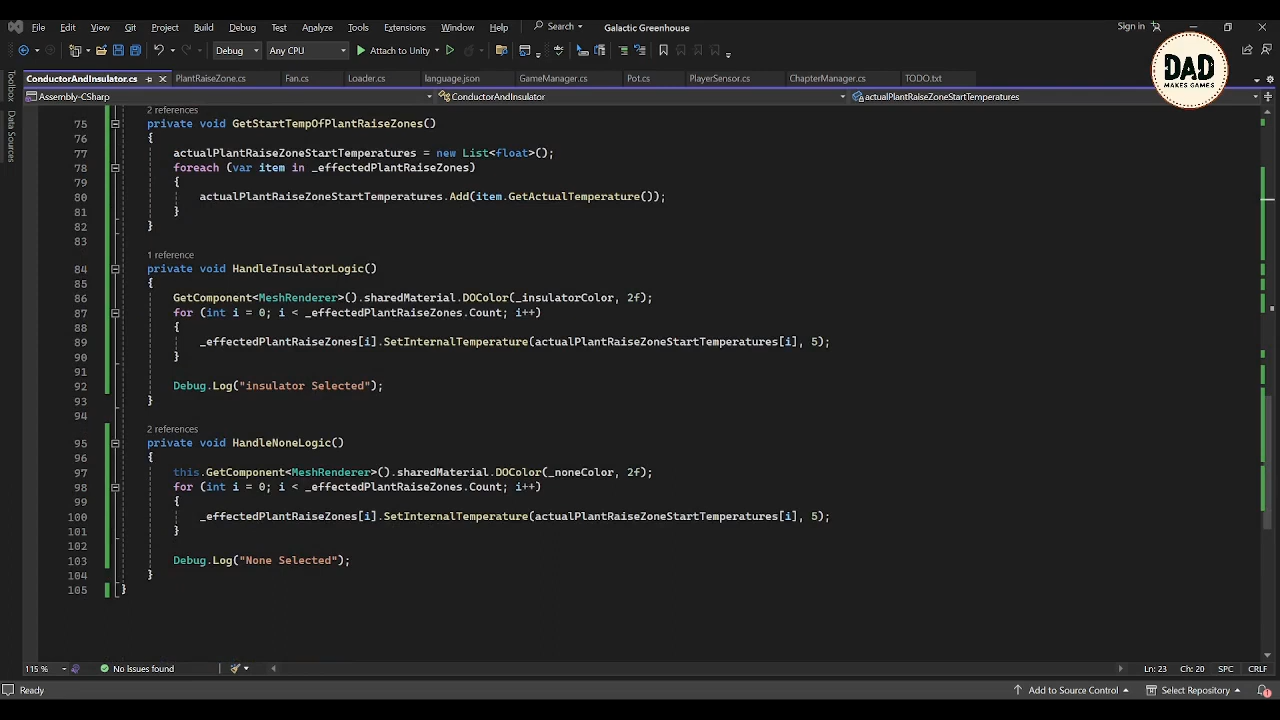 File Edit View Git Project Build Debug Test Analyze Tools Extensions Window Help Search Galactic Greenhouse Sign in
Debug Any CPU Attach to Unity
DAD
MAKES GAMES
ConductorAndInsulator.cs PlantRaiseZone.cs Fan.cs Loader.cs language.json GameManager.cs Pot.cs PlayerSensor.cs ChapterManager.cs TODO.txt
Toolbox
Data Sources
Assembly-CSharp ConductorAndInsulator actualPlantRaiseZoneStartTemperatures
2 references
75 private void GetStartTempOfPlantRaiseZones()
76 {
77 actualPlantRaiseZoneStartTemperatures = new List<float>();
78 foreach (var item in _effectedPlantRaiseZones)
79 {
80 actualPlantRaiseZoneStartTemperatures.Add(item.GetActualTemperature());
81 }
82 }
83
1 reference
84 private void HandleInsulatorLogic()
85 {
86 GetComponent<MeshRenderer>().sharedMaterial.DOColor(_insulatorColor, 2f);
87 for (int i = 0; i < _effectedPlantRaiseZones.Count; i++)
88 {
89 _effectedPlantRaiseZones[i].SetInternalTemperature(actualPlantRaiseZoneStartTemperatures[i], 5);
90 }
91
92 Debug.Log("insulator Selected");
93 }
94
2 references
95 private void HandleNoneLogic()
96 {
97 this.GetComponent<MeshRenderer>().sharedMaterial.DOColor(_noneColor, 2f);
98 for (int i = 0; i < _effectedPlantRaiseZones.Count; i++)
99 {
100 _effectedPlantRaiseZones[i].SetInternalTemperature(actualPlantRaiseZoneStartTemperatures[i], 5);
101 }
102
103 Debug.Log("None Selected");
104 }
105 }
115 % No issues found Ln: 23 Ch: 20 SPC CRLF
Ready Add to Source Control Select Repository